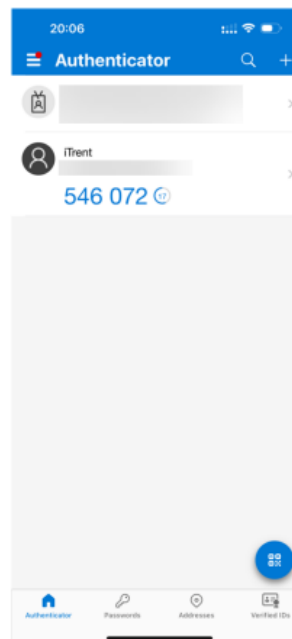 20:06
Authenticator
iTrent
546 072 17
Authenticator Passwords Addresses Verified IDs